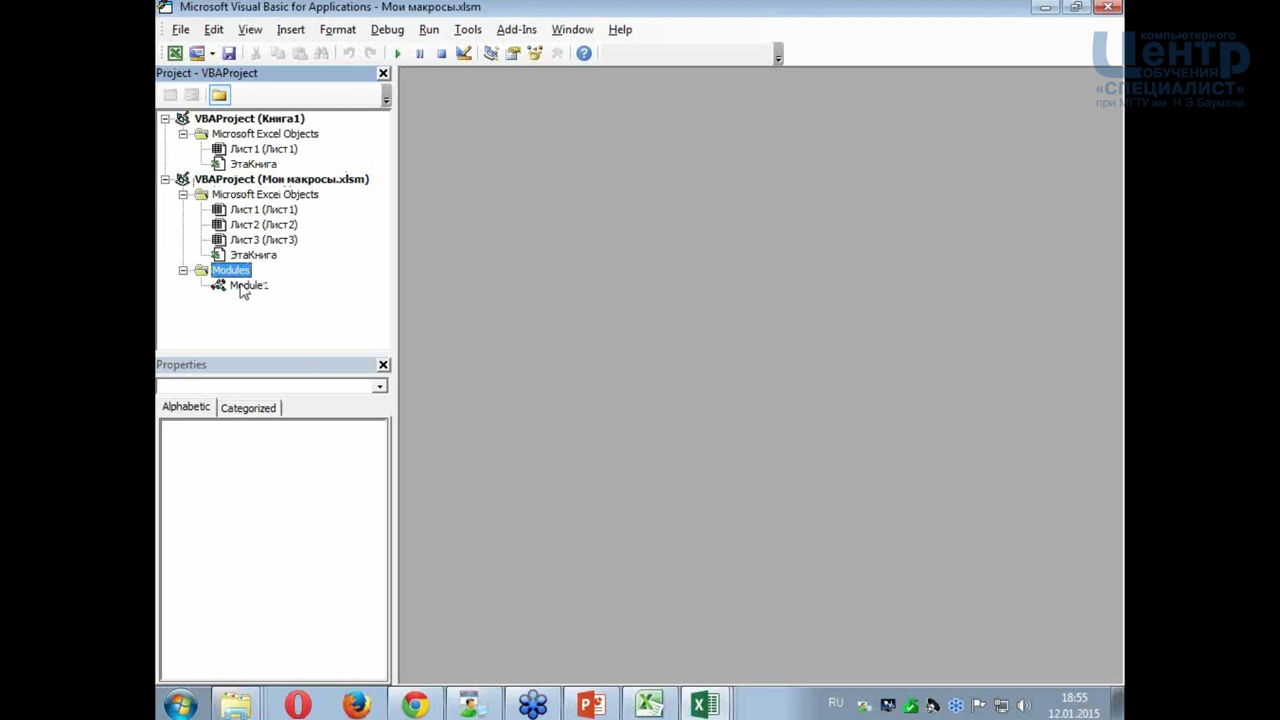 Microsoft Visual Basic for Applications - Мои макросы.xlsm
File Edit View Insert Format Debug Run Tools Add-Ins Window Help
компьютерного
Центр
ОБУЧЕНИЯ
«СПЕЦИАЛИСТ»
при МГТУ им. Н Э Баумана
Project - VBAProject
VBAProject (Книга1)
Microsoft Excel Objects
Лист1 (Лист1)
ЭтаКнига
VBAProject (Мои макросы.xlsm)
Microsoft Excel Objects
Лист1 (Лист1)
Лист2 (Лист2)
Лист3 (Лист3)
ЭтаКнига
Modules
Module1
Properties
Alphabetic Categorized
RU
18:55
12.01.2015